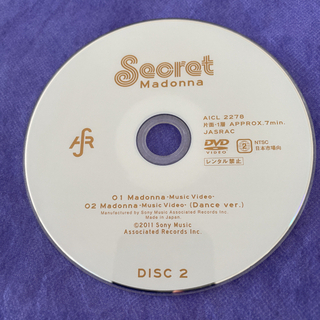 Secret
Madonna
AICL 2278
片面・1層 APPROX.7min.
JASRAC
DVD
VIDEO
2
NTSC
日本市場向
レンタル禁止
01 Madonna -Music Video-
02 Madonna -Music Video- (Dance ver.)
Manufactured by Sony Music Associated Records Inc.
Made in Japan.
©2011 Sony Music
Associated Records Inc.
DISC 2